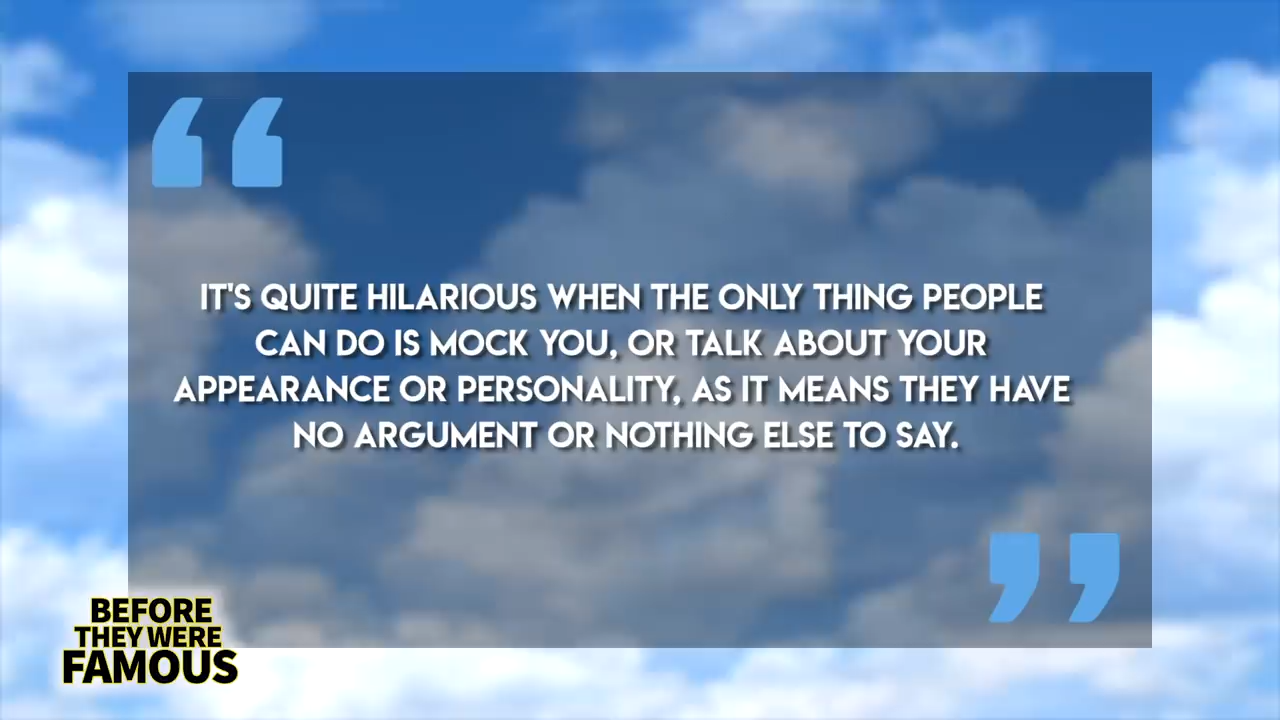 IT'S QUITE HILARIOUS WHEN THE ONLY THING PEOPLE
CAN DO IS MOCK YOU, OR TALK ABOUT YOUR
APPEARANCE OR PERSONALITY, AS IT MEANS THEY HAVE
NO ARGUMENT OR NOTHING ELSE TO SAY.
BEFORE
THEY WERE
FAMOUS